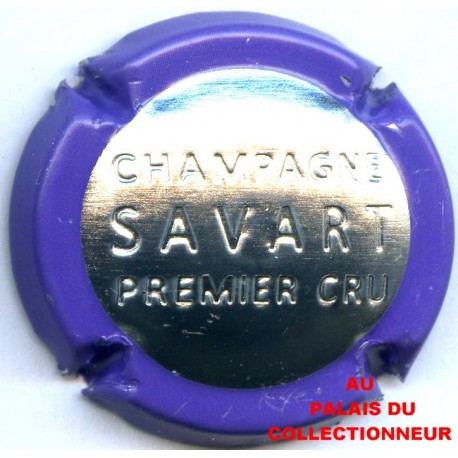 CHAMPAGNE
SAVART
PREMIER CRU
AU
PALAIS DU
COLLECTIONNEUR